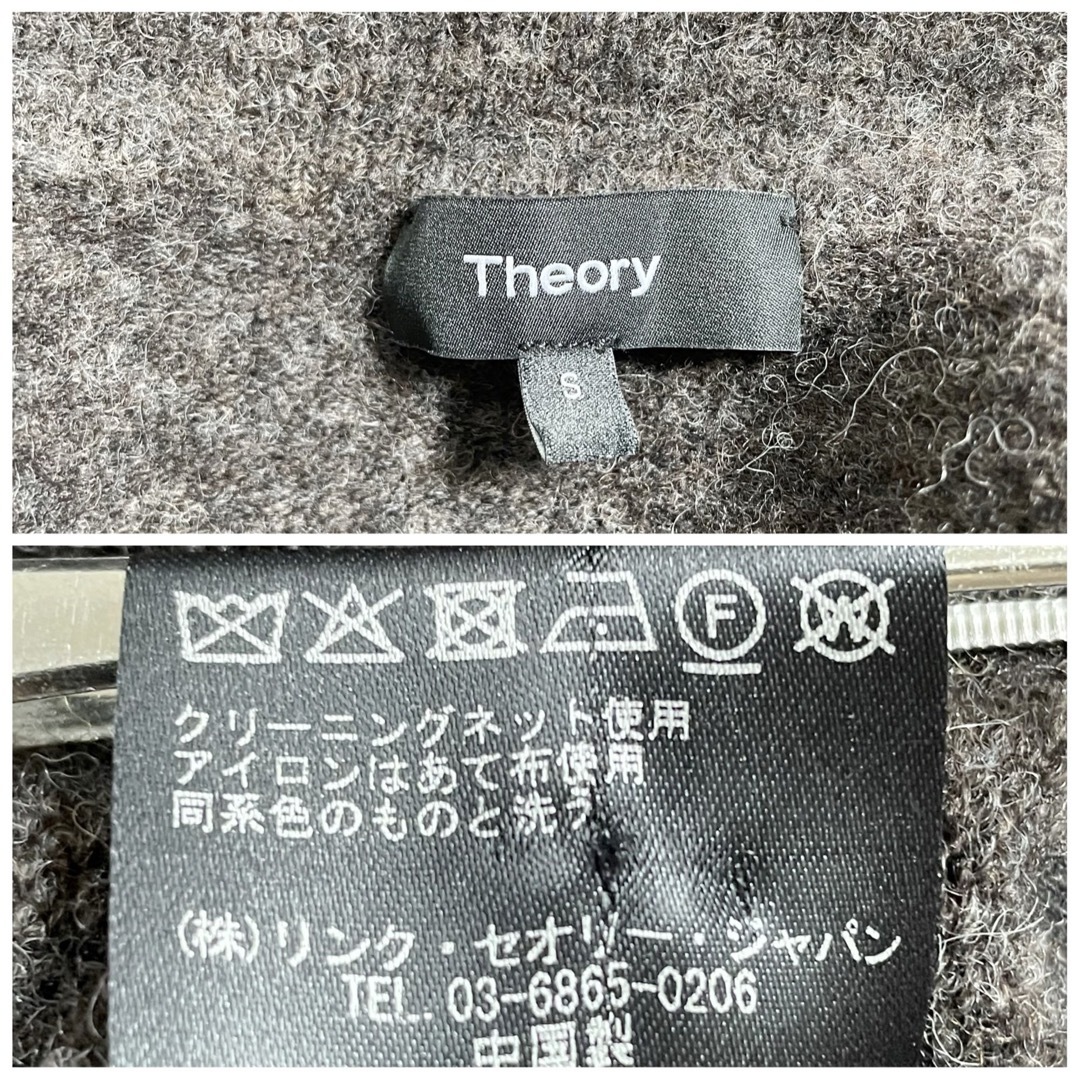 Theory
S
F
W
クリーニングネット使用
アイロンはあて布使用
同系色のものと洗う
(株)リンク・セオリー・ジャパン
TEL. 03-6865-0206
中国製